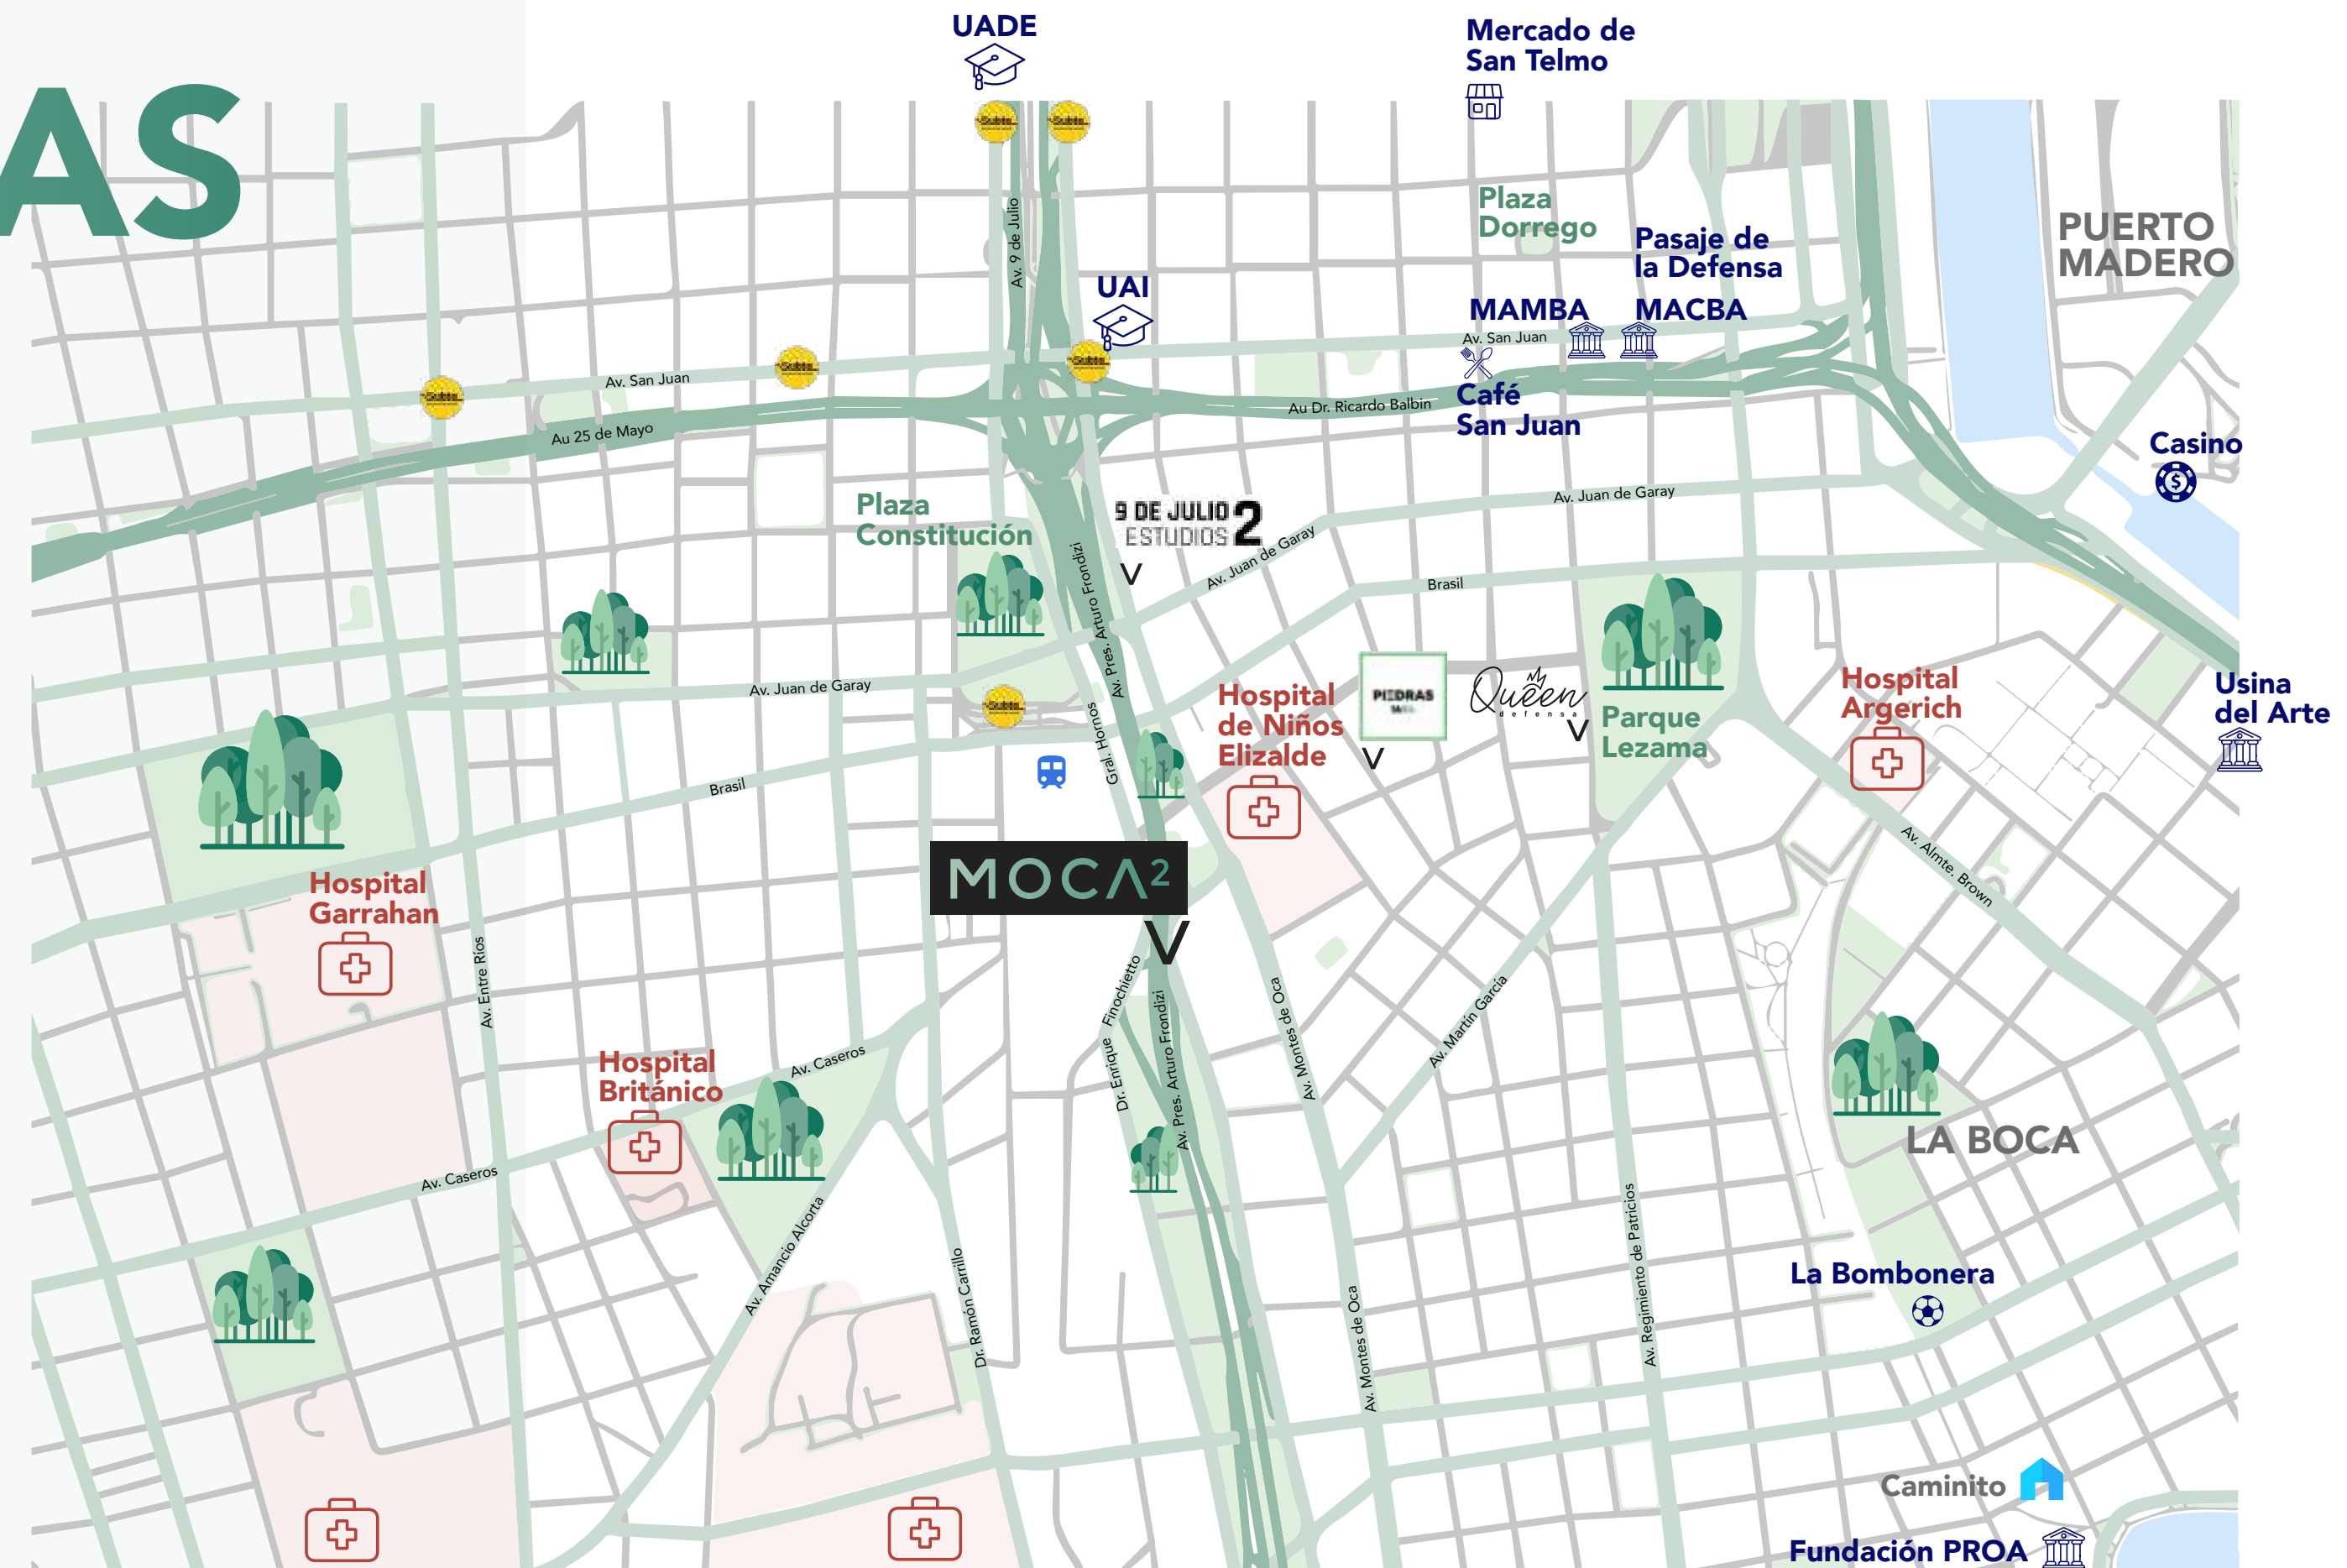 UADE
Mercado de
San Telmo
AS
Subte
Subte
Av. 9 de Julio
Plaza
Dorrego
Pasaje de
la Defensa
PUERTO
MADERO
UAI
MAMBA
MACBA
Av. San Juan
Subte
Subte
Subte
Av. San Juan
Café
San Juan
Au Dr. Ricardo Balbin
Au 25 de Mayo
Casino
Plaza
Constitución
9 DE JULIO 2
ESTUDIOS
Av. Juan de Garay
Av. Juan de Garay
Brasil
Av. Pres. Arturo Frondizi
Av. Juan de Garay
Subte
Gral. Hornos
Hospital
de Niños
Elizalde
PIEDRAS
Queen
defensa
Parque
Lezama
Hospital
Argerich
Usina
del Arte
Brasil
MOCA²
Hospital
Garrahan
Av. Almte. Brown
Av. Entre Ríos
Dr. Enrique Finochietto
Av. Pres. Arturo Frondizi
Av. Montes de Oca
Av. Martín García
Hospital
Británico
Av. Caseros
Av. Caseros
LA BOCA
Av. Amancio Alcorta
Dr. Ramón Carrillo
Av. Montes de Oca
Av. Regimiento de Patricios
La Bombonera
Caminito
Fundación PROA